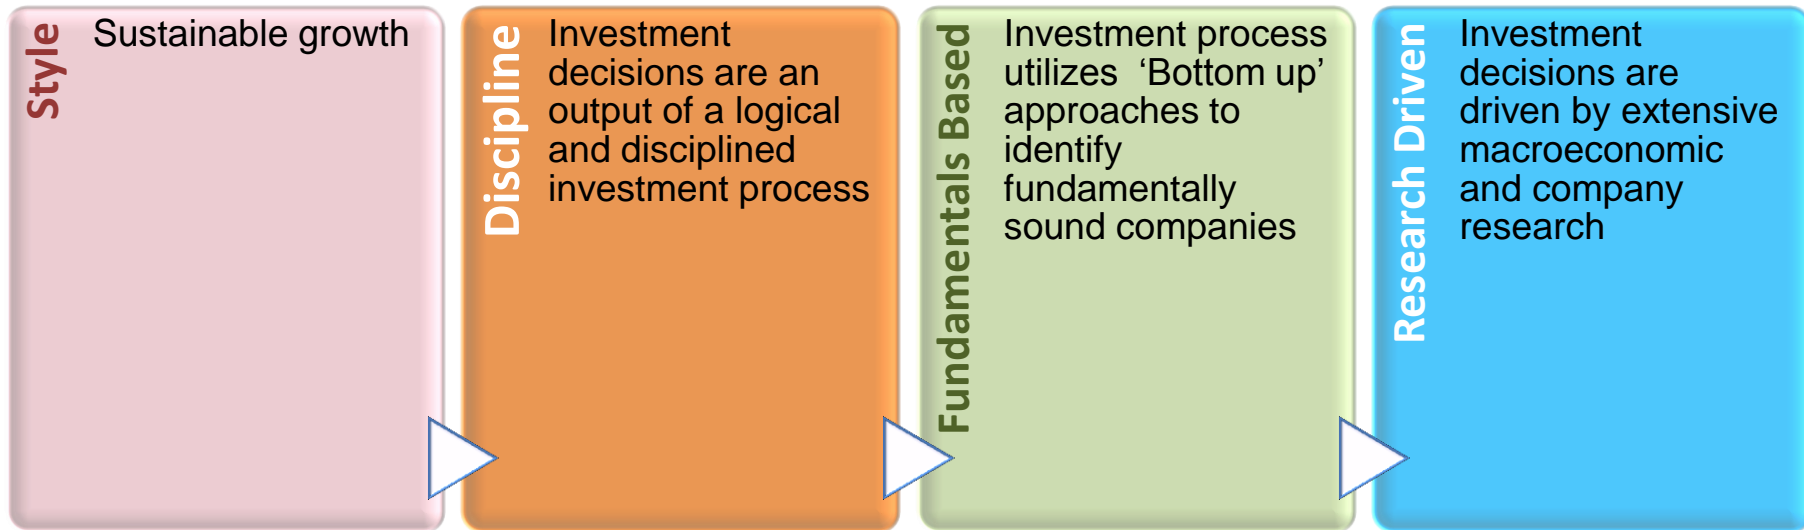 Style
Sustainable growth
Discipline
Investment
decisions are an
output of a logical
and disciplined
investment process
Fundamentals Based
Investment process
utilizes  ‘Bottom up’
approaches to
identify
fundamentally
sound companies
Research Driven
Investment
decisions are
driven by extensive
macroeconomic
and company
research